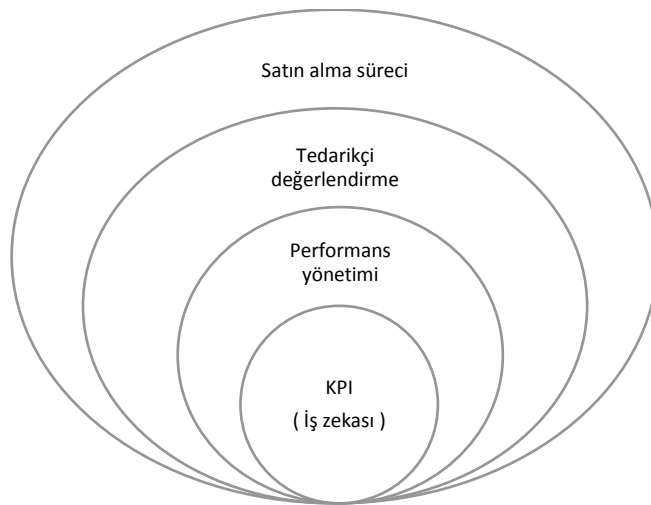 Satın alma süreci
Tedarikçi
değerlendirme
Performans
yönetimi
KPI
( İş zekası )